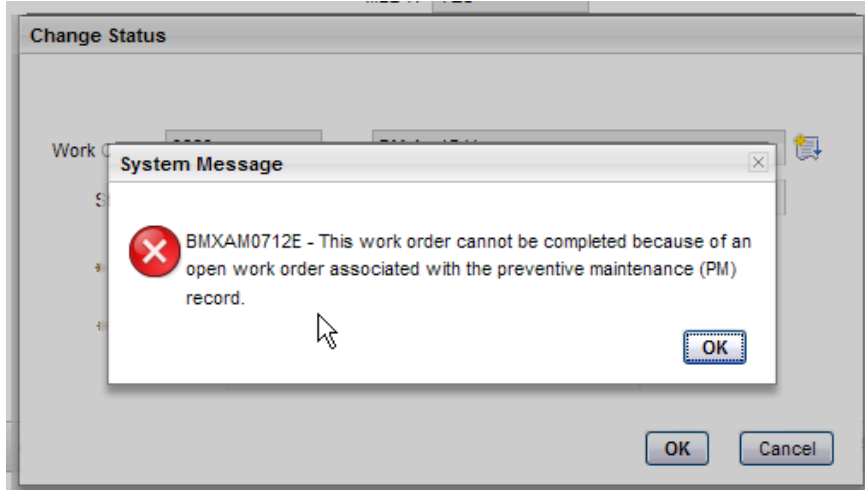 Change Status
Work
System Message
BMXAM0712E - This work order cannot be completed because of an
open work order associated with the preventive maintenance (PM)
record.
OK
OK Cancel